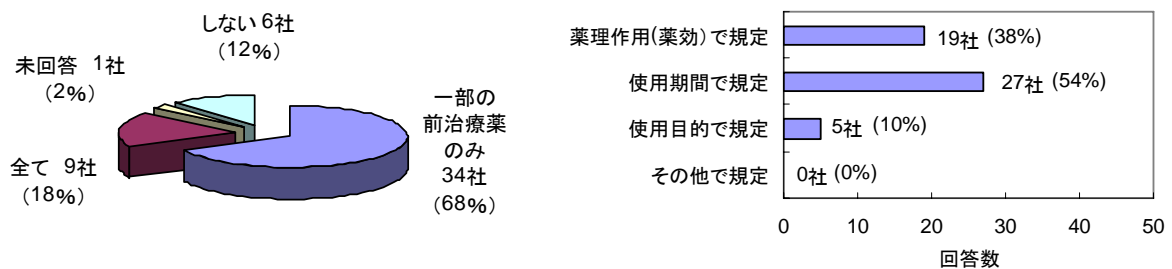 しない 6社
(12%)
未回答 1社
(2%)
全て 9社
(18%)
一部の
前治療薬
のみ
34社
(68%)
薬理作用(薬効)で規定
19社 (38%)
使用期間で規定
27社 (54%)
使用目的で規定
5社 (10%)
その他で規定
0社 (0%)
0 10 20 30 40 50
回答数